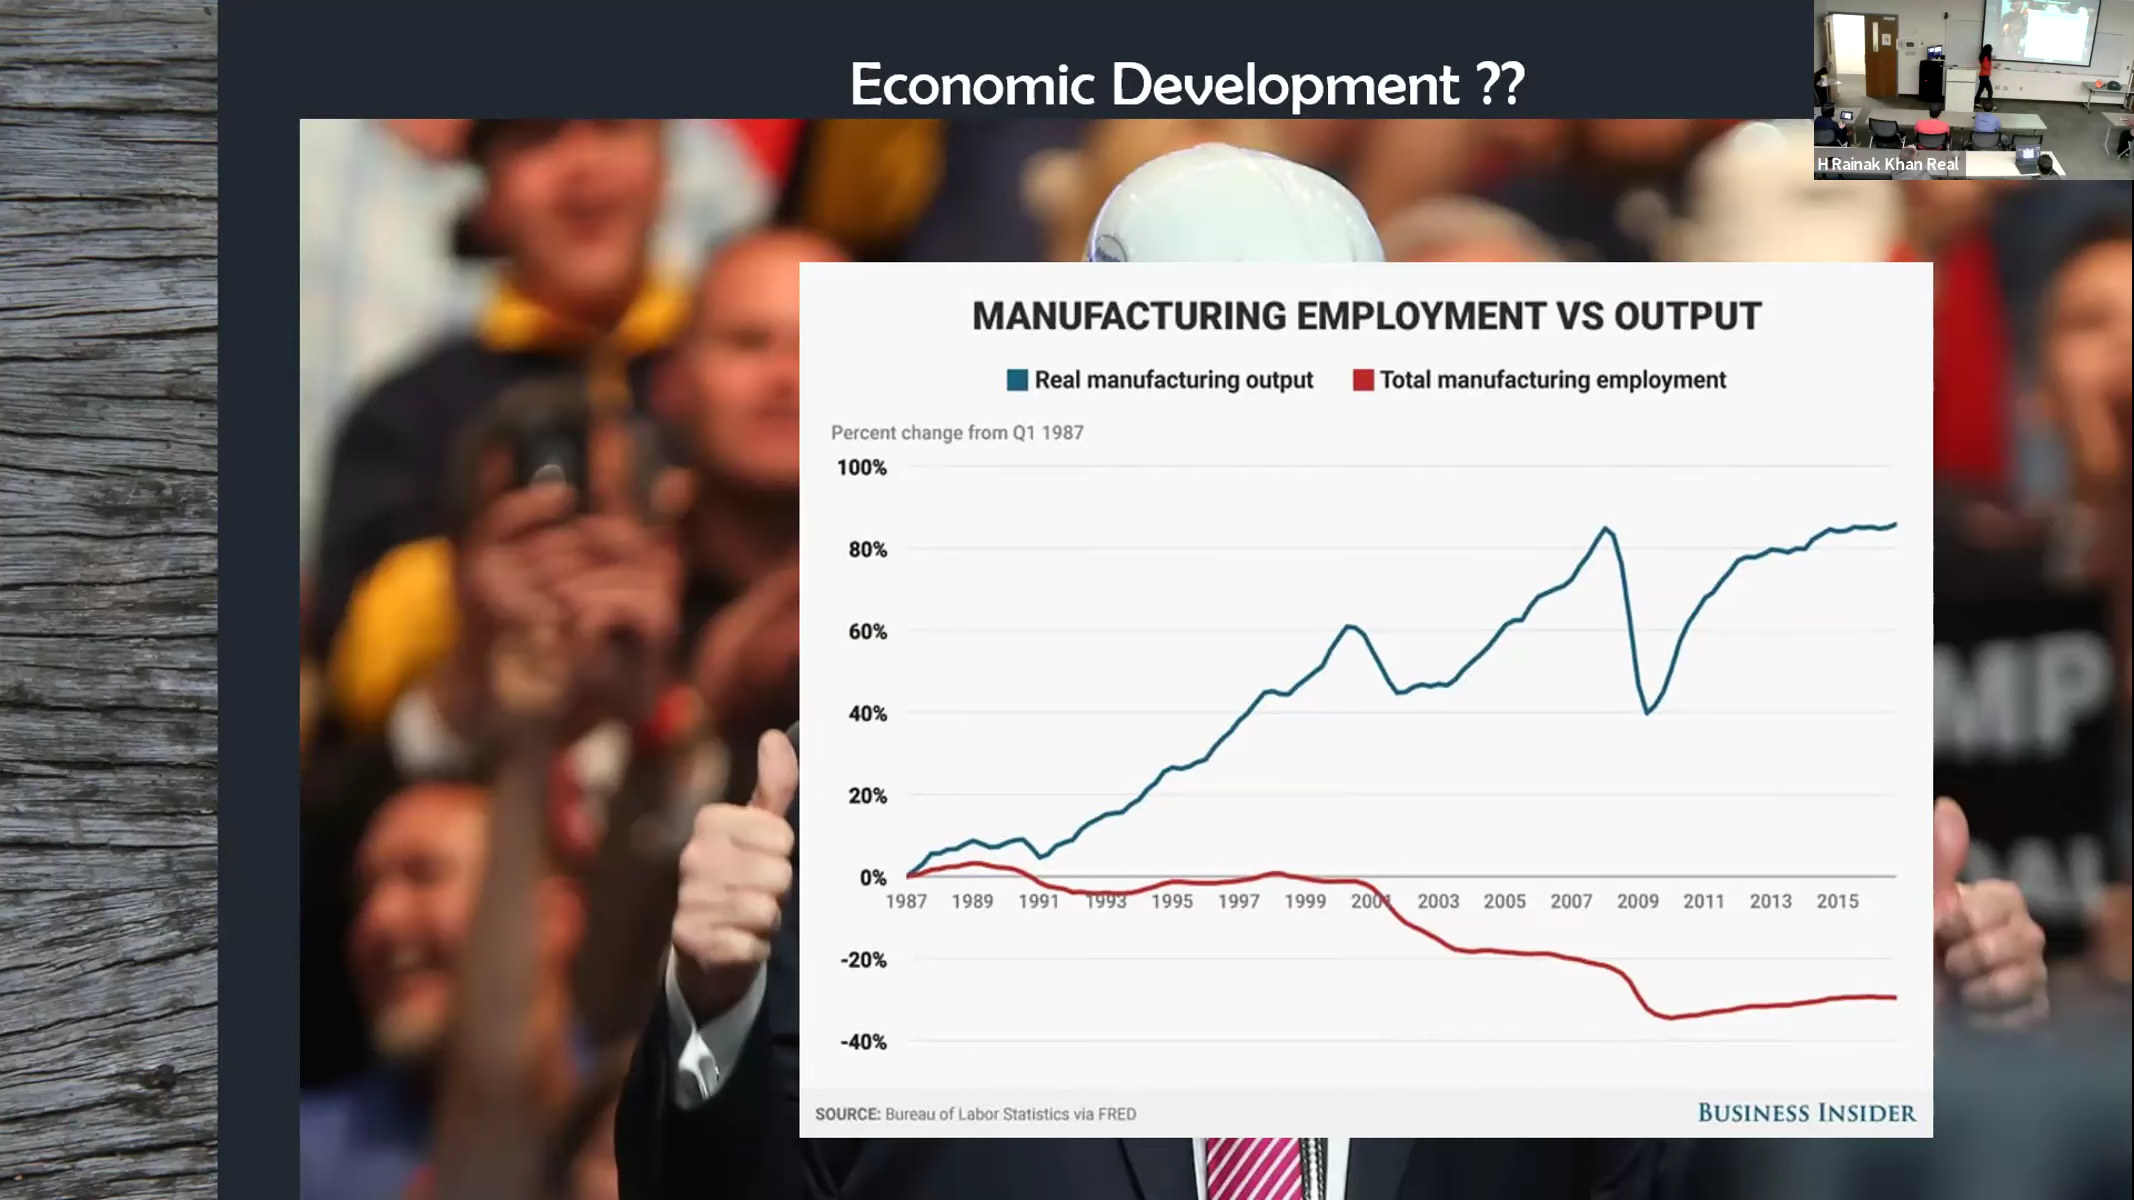 Economic Development ??
H.Rainak Khan Real
MANUFACTURING EMPLOYMENT VS OUTPUT
Real manufacturing output Total manufacturing employment
Percent change from Q1 1987
100%
80%
60%
40%
20%
0%
1987 1989 1991 1993 1995 1997 1999 2001 2003 2005 2007 2009 2011 2013 2015
-20%
-40%
SOURCE: Bureau of Labor Statistics via FRED
BUSINESS INSIDER
MP